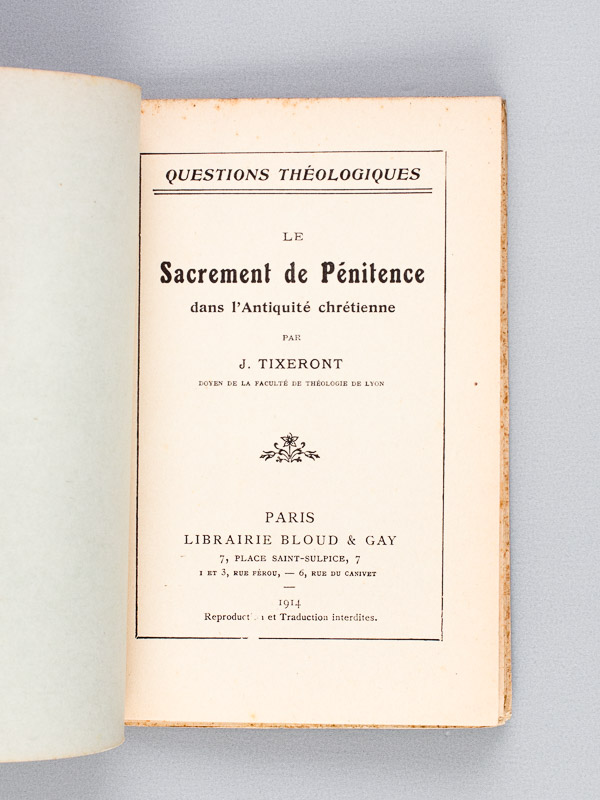 QUESTIONS THÉOLOGIQUES
LE
Sacrement de Pénitence
dans l'Antiquité chrétienne
PAR
J. TIXERONT
DOYEN DE LA FACULTÉ DE THÉOLOGIE DE LYON
PARIS
LIBRAIRIE BLOUD & GAY
7, PLACE SAINT-SULPICE, 7
1 ET 3, RUE FÉROU, — 6, RUE DU CANIVET
1914
et Traduction interdites.